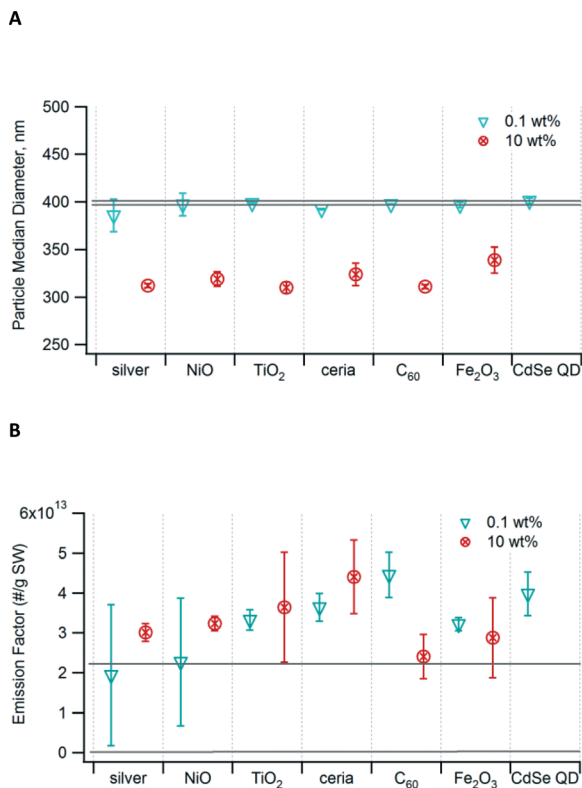 A
500
450
400
350
300
250
Particle Median Diameter, nm
0.1 wt%
10 wt%
silver NiO TiO₂ ceria C₆₀ Fe₂O₃ CdSe QD
B
6x10¹³
5
4
3
2
1
0
Emission Factor (#/g SW)
0.1 wt%
10 wt%
silver NiO TiO₂ ceria C₆₀ Fe₂O₃ CdSe QD